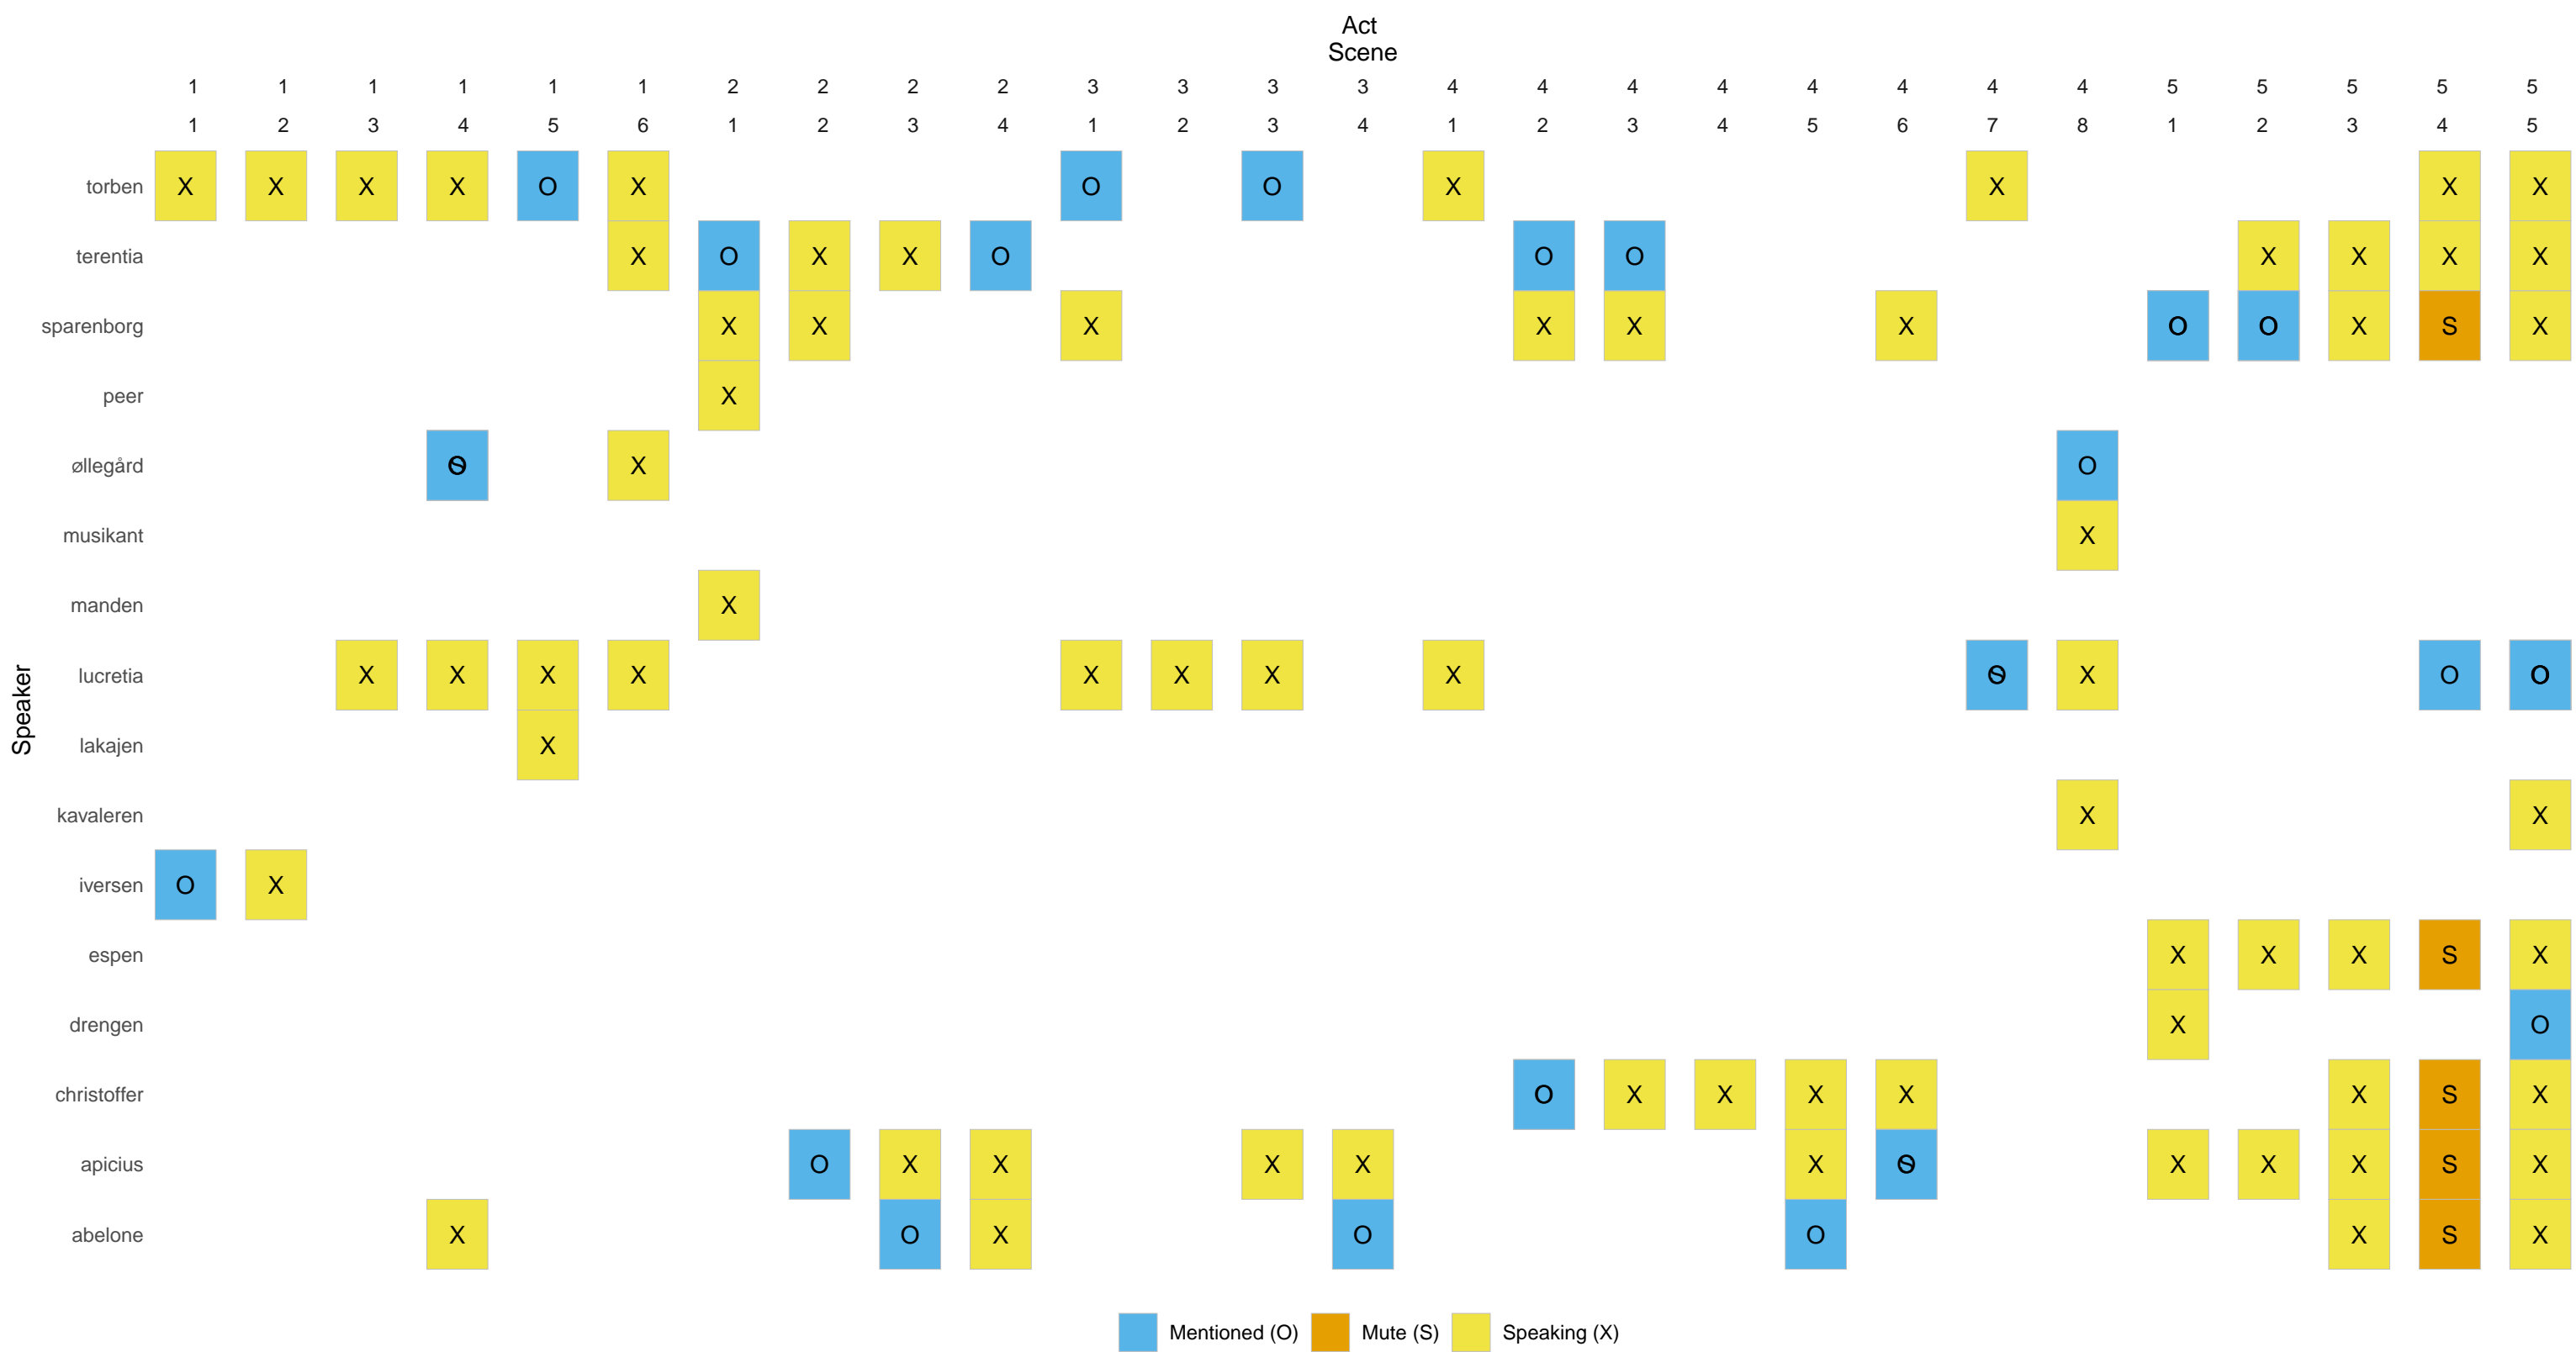 Act
Scene
1 1 1 1 1 1 2 2 2 2 3 3 3 3 4 4 4 4 4 4 4 4 5 5 5 5 5
1 2 3 4 5 6 1 2 3 4 1 2 3 4 1 2 3 4 5 6 7 8 1 2 3 4 5
torben X X X X O X O O X X X X
terentia X O X X O O O X X X X
sparenborg X X X X X X O O X S X
peer X
øllegård O X O
musikant X
manden X
lucretia X X X X X X X X O X O O
lakajen X
kavaleren X X
iversen O X
espen X X X S X
drengen X O
christoffer O X X X X X S X
apicius O X X X X X O X X X S X
abelone X O X O O X S X
Speaker
Mentioned (O) Mute (S) Speaking (X)